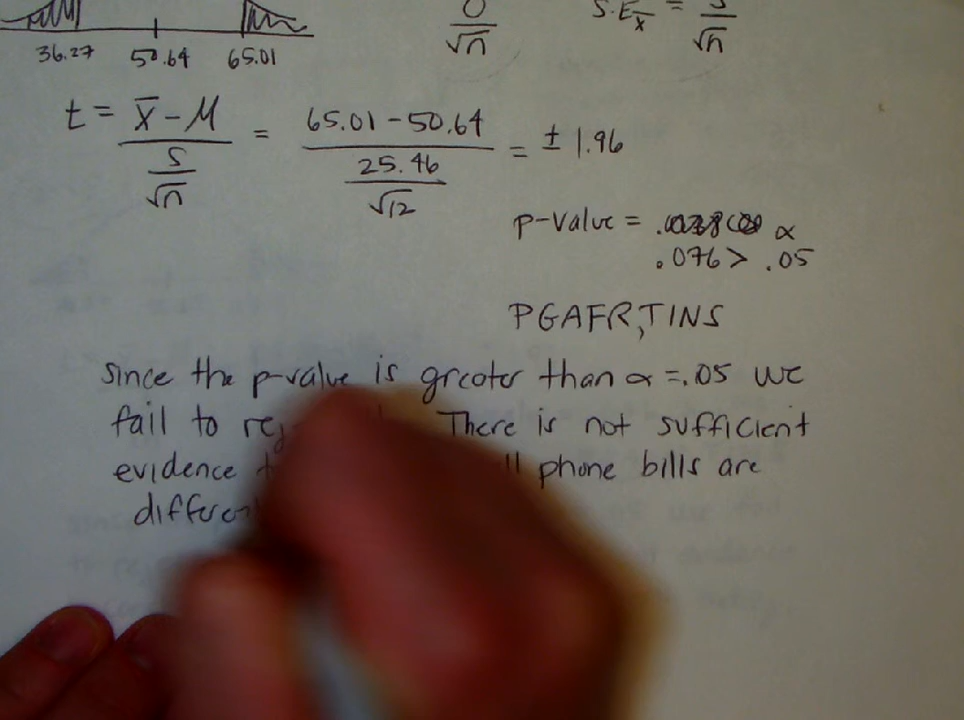 σ/√n S.E.x̄ = s/√n
36.27 50.64 65.01
t = x̄ - M / s/√n = 65.01 - 50.64 / 25.46/√12 = ± 1.96
p-value = α
.076 > .05
PGAFR,TINS
since the p-value is greater than α =.05 we
fail to There is not sufficient
evidence phone bills are